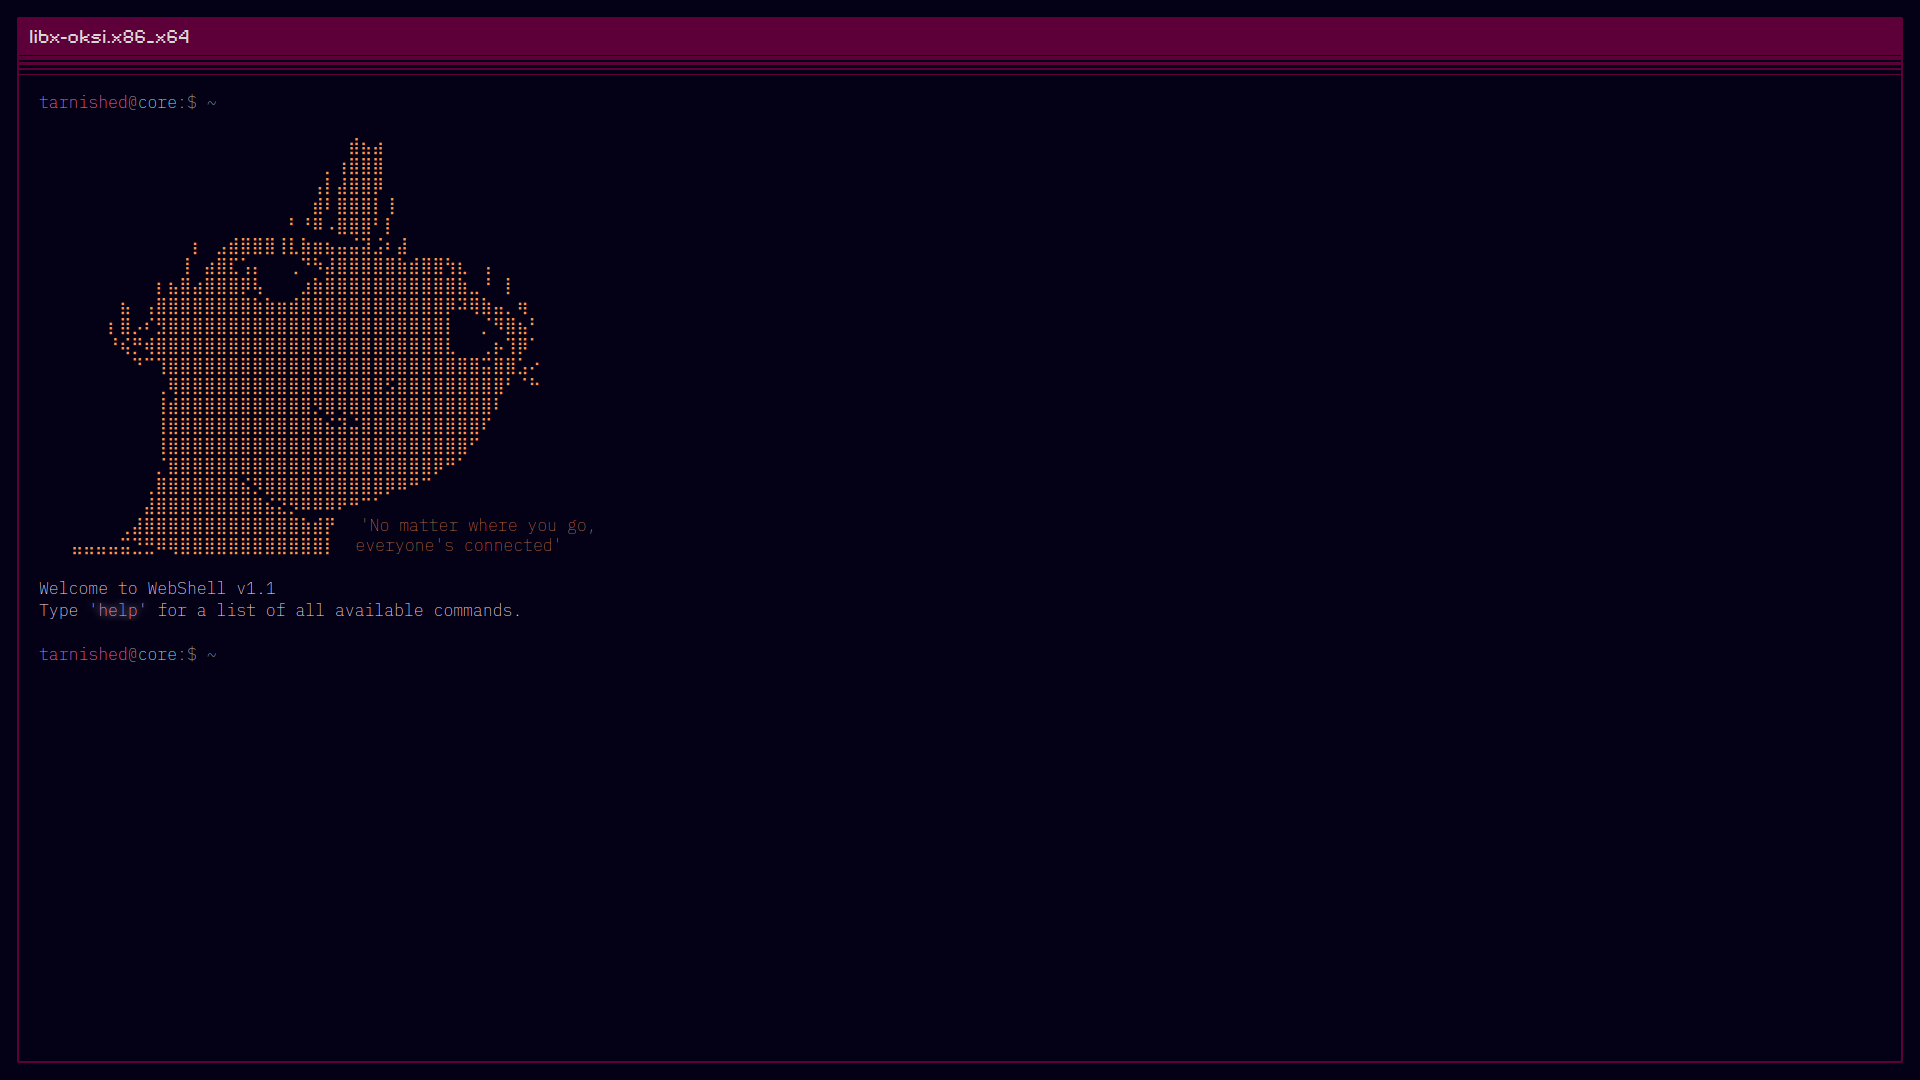 libx-oksi.x86_x64
tarnished@core:$ ~
'No matter where you go,
everyone's connected'
Welcome to WebShell v1.1
Type 'help' for a list of all available commands.
tarnished@core:$ ~